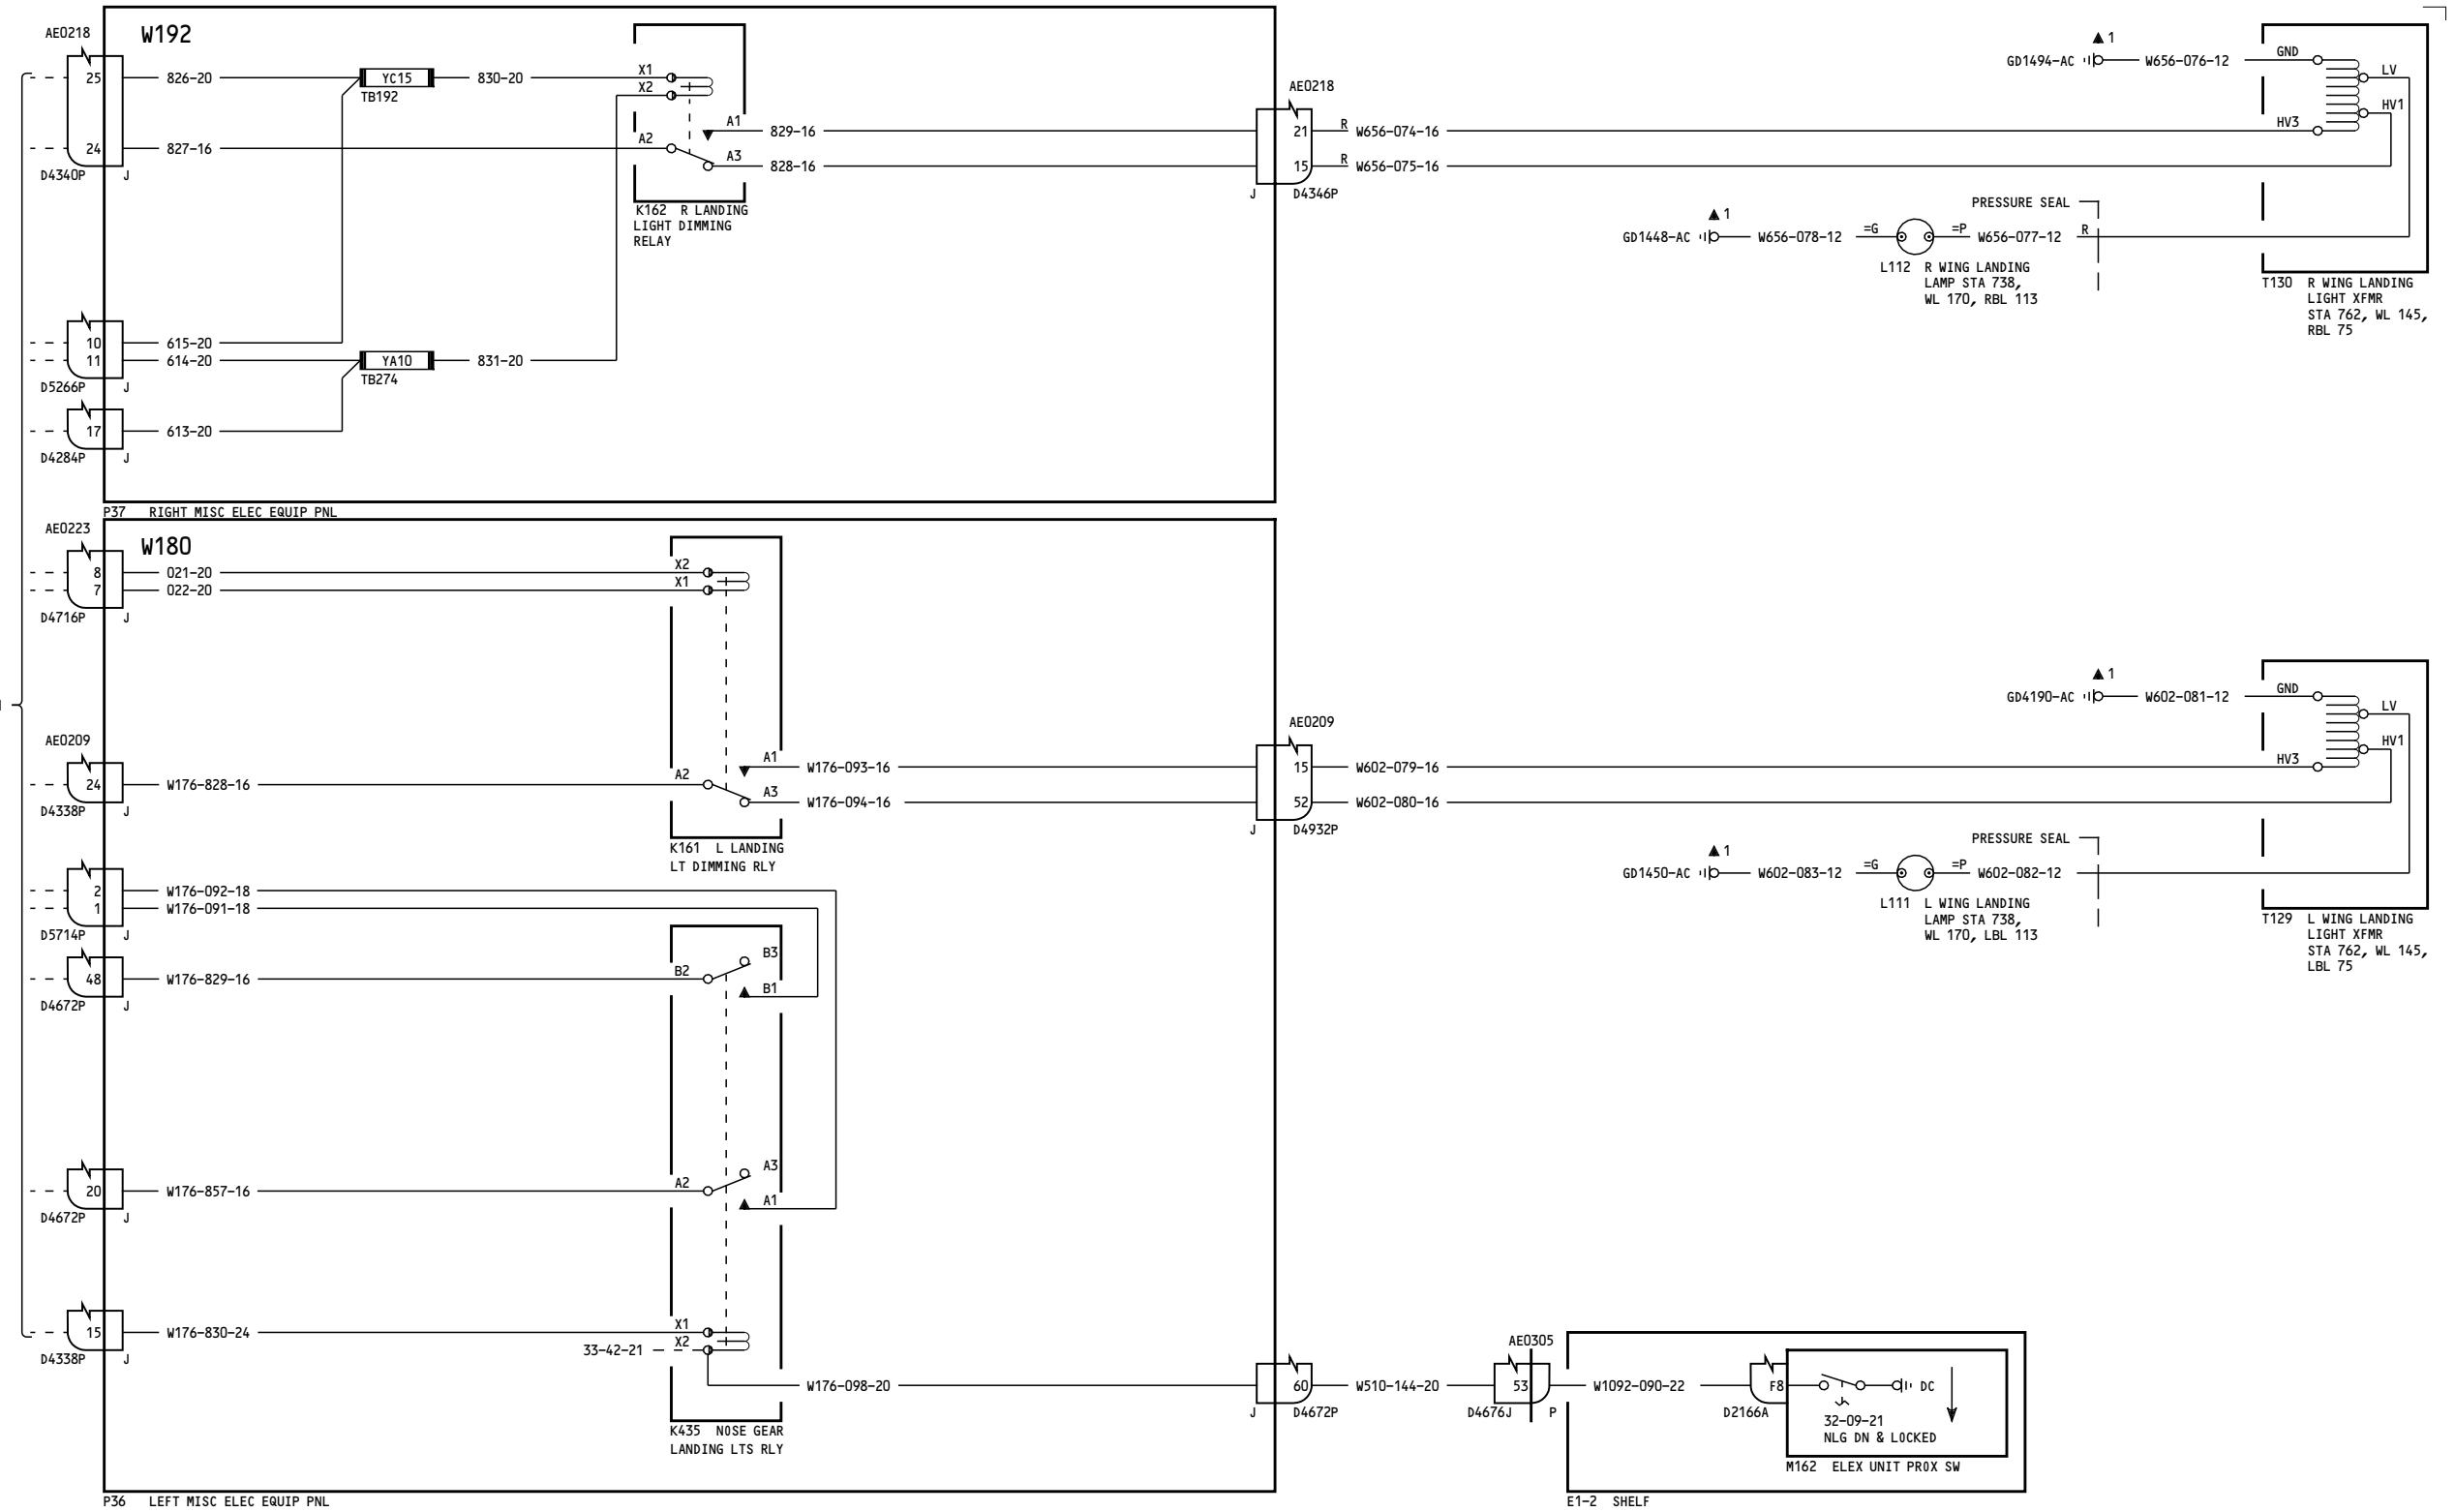 AE0218
W192
25
826-20
YC15
TB192
830-20
X1
X2
24
827-16
A2
A1
829-16
A3
828-16
D4340P
J
K162 R LANDING
LIGHT DIMMING
RELAY
AE0218
21
R
W656-074-16
15
R
W656-075-16
J
D4346P
GD1494-AC
1
W656-076-12
GND
LV
HV1
HV3
PRESSURE SEAL
GD1448-AC
1
W656-078-12
=G
=P
W656-077-12
R
L112 R WING LANDING
LAMP STA 738,
WL 170, RBL 113
T130 R WING LANDING
LIGHT XFMR
STA 762, WL 145,
RBL 75
10
615-20
11
614-20
YA10
TB274
831-20
D5266P
J
17
613-20
D4284P
J
P37 RIGHT MISC ELEC EQUIP PNL
AE0223
W180
8
021-20
X2
7
022-20
X1
D4716P
J
AE0209
24
W176-828-16
A2
A1
W176-093-16
A3
W176-094-16
D4338P
J
K161 L LANDING
LT DIMMING RLY
AE0209
15
W602-079-16
52
W602-080-16
J
D4932P
GD4190-AC
1
W602-081-12
GND
LV
HV1
HV3
PRESSURE SEAL
GD1450-AC
1
W602-083-12
=G
=P
W602-082-12
L111 L WING LANDING
LAMP STA 738,
WL 170, LBL 113
T129 L WING LANDING
LIGHT XFMR
STA 762, WL 145,
LBL 75
2
W176-092-18
1
W176-091-18
D5714P
J
48
W176-829-16
B2
B3
B1
D4672P
J
20
W176-857-16
A2
A3
A1
D4672P
J
15
W176-830-24
X1
33-42-21
X2
D4338P
J
W176-098-20
K435 NOSE GEAR
LANDING LTS RLY
60
W510-144-20
J
D4672P
AE0305
53
D4676J
P
W1092-090-22
F8
D2166A
DC
32-09-21
NLG DN & LOCKED
M162 ELEX UNIT PROX SW
E1-2 SHELF
P36 LEFT MISC ELEC EQUIP PNL